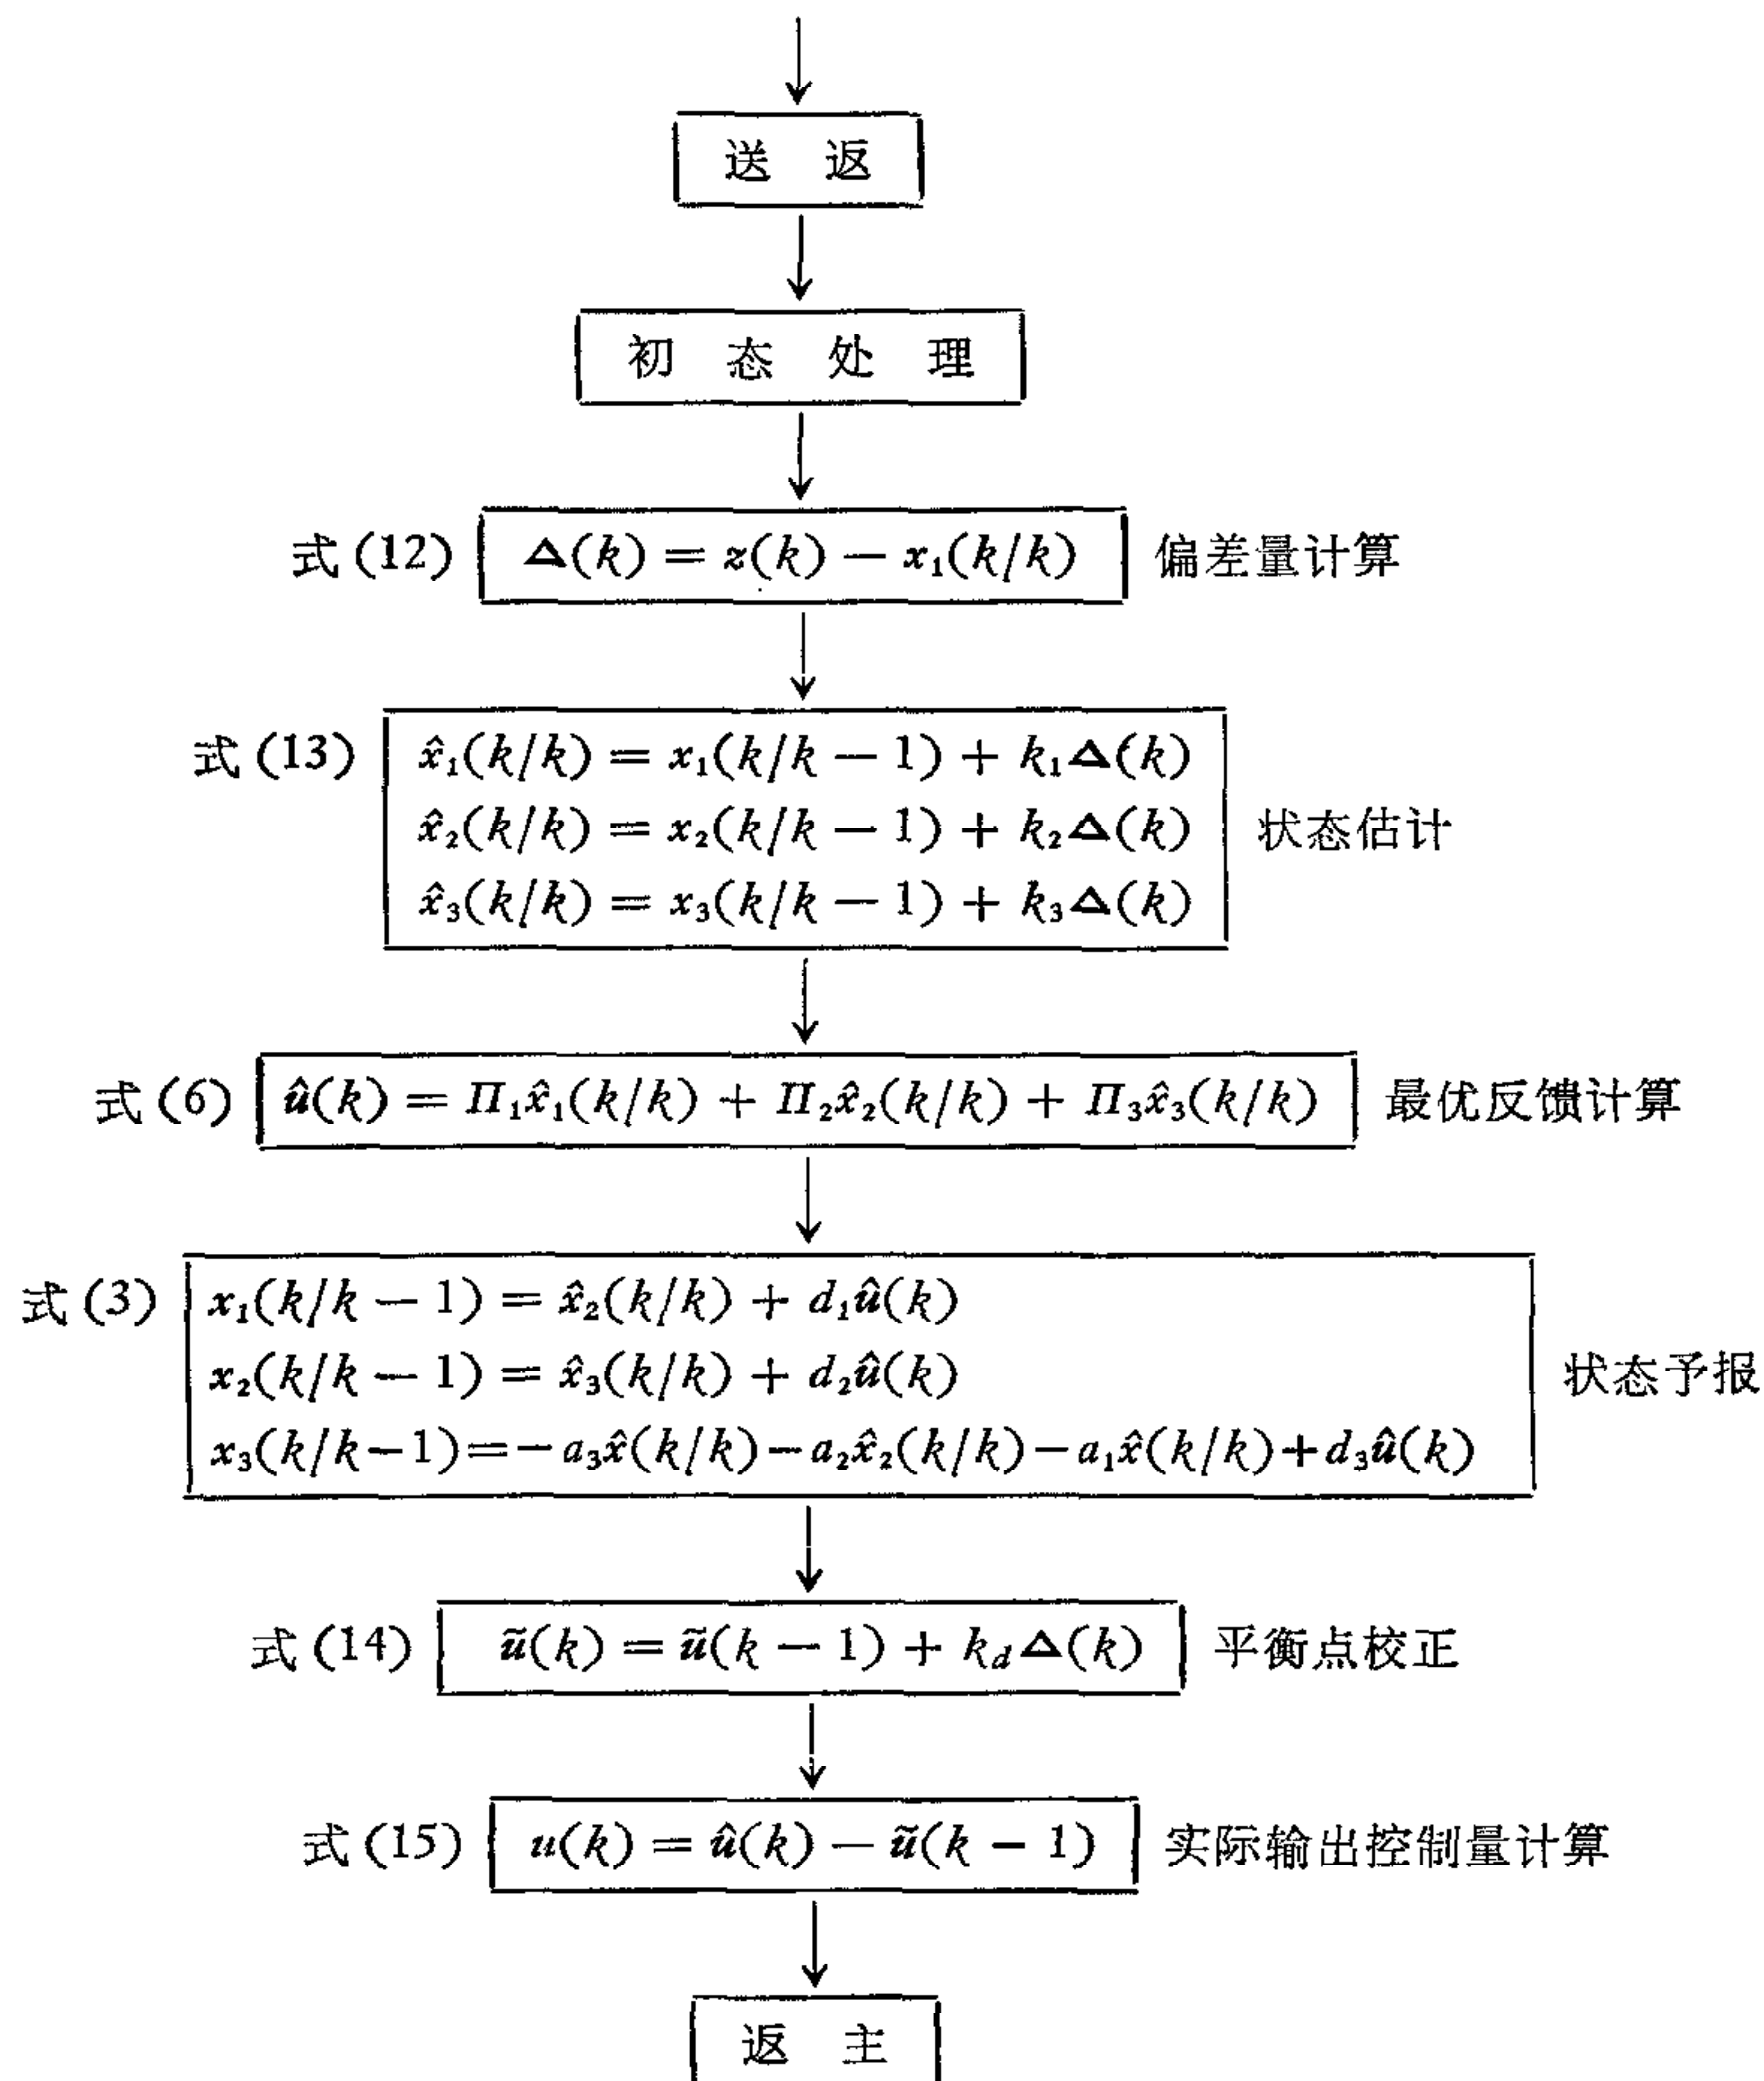 送 返
初 态 处 理
式(12) Δ(k) = z(k) − x₁(k/k) 偏差量计算
式(13) x̂₁(k/k) = x₁(k/k − 1) + k₁Δ(k)
x̂₂(k/k) = x₂(k/k − 1) + k₂Δ(k) 状态估计
x̂₃(k/k) = x₃(k/k − 1) + k₃Δ(k)
式(6) û(k) = Π₁x̂₁(k/k) + Π₂x̂₂(k/k) + Π₃x̂₃(k/k) 最优反馈计算
式(3) x₁(k/k − 1) = x̂₂(k/k) + d₁û(k)
x₂(k/k − 1) = x̂₃(k/k) + d₂û(k) 状态予报
x₃(k/k−1)=−a₃x̂(k/k)−a₂x̂₂(k/k)−a₁x̂(k/k)+d₃û(k)
式(14) ũ(k) = ũ(k − 1) + k_dΔ(k) 平衡点校正
式(15) u(k) = û(k) − ũ(k − 1) 实际输出控制量计算
返 主